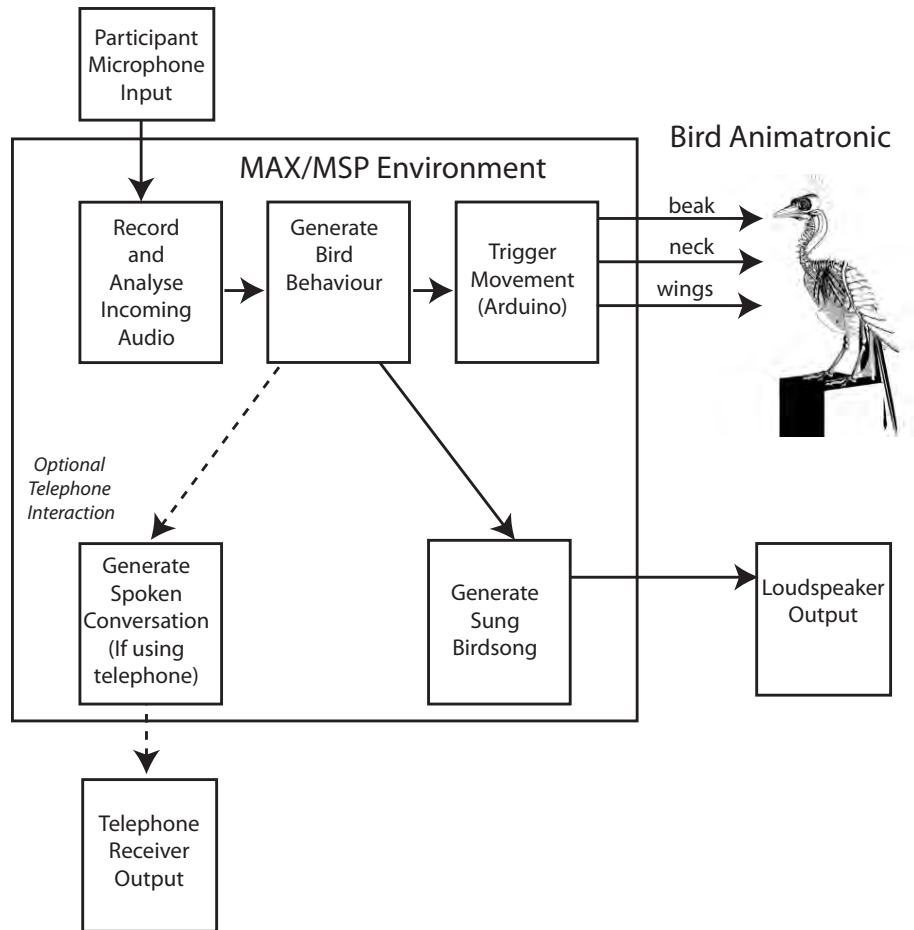 Participant
Microphone
Input
MAX/MSP Environment
Bird Animatronic
Record
and
Analyse
Incoming
Audio
Generate
Bird
Behaviour
Trigger
Movement
(Arduino)
beak
neck
wings
Optional
Telephone
Interaction
Generate
Spoken
Conversation
(If using
telephone)
Generate
Sung
Birdsong
Loudspeaker
Output
Telephone
Receiver
Output